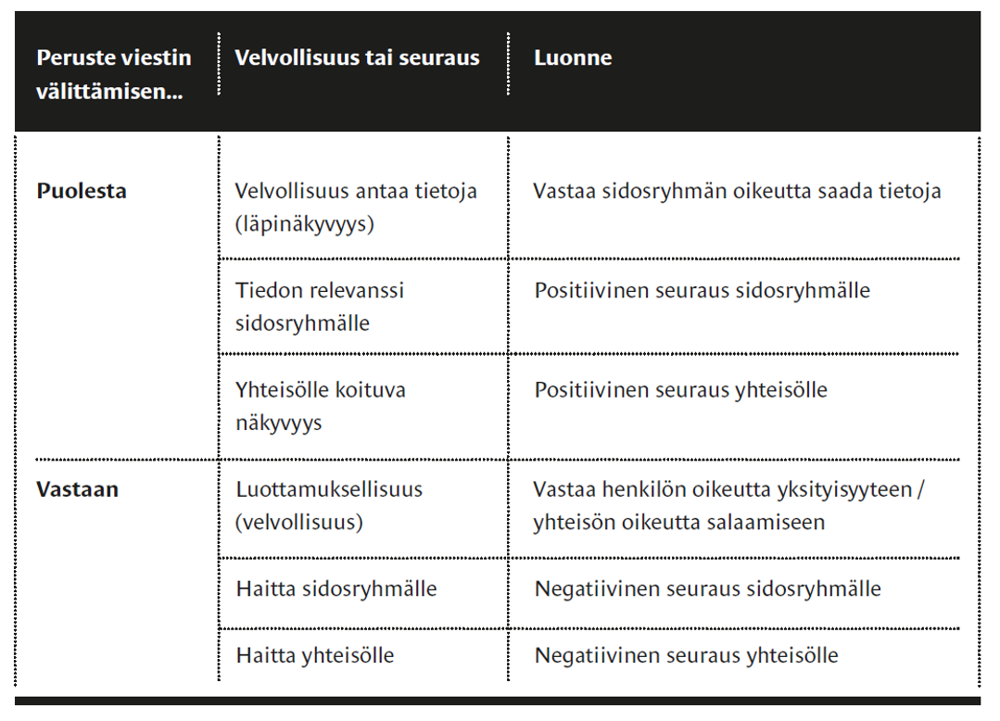 Peruste viestin
välittämisen...
Velvollisuus tai seuraus
Luonne
Puolesta
Velvollisuus antaa tietoja
(läpinäkyvyys)
Vastaa sidosryhmän oikeutta saada tietoja
Tiedon relevanssi
sidosryhmälle
Positiivinen seuraus sidosryhmälle
Yhteisölle koituva
näkyvyys
Positiivinen seuraus yhteisölle
Vastaan
Luottamuksellisuus
(velvollisuus)
Vastaa henkilön oikeutta yksityisyyteen /
yhteisön oikeutta salaamiseen
Haitta sidosryhmälle
Negatiivinen seuraus sidosryhmälle
Haitta yhteisölle
Negatiivinen seuraus yhteisölle